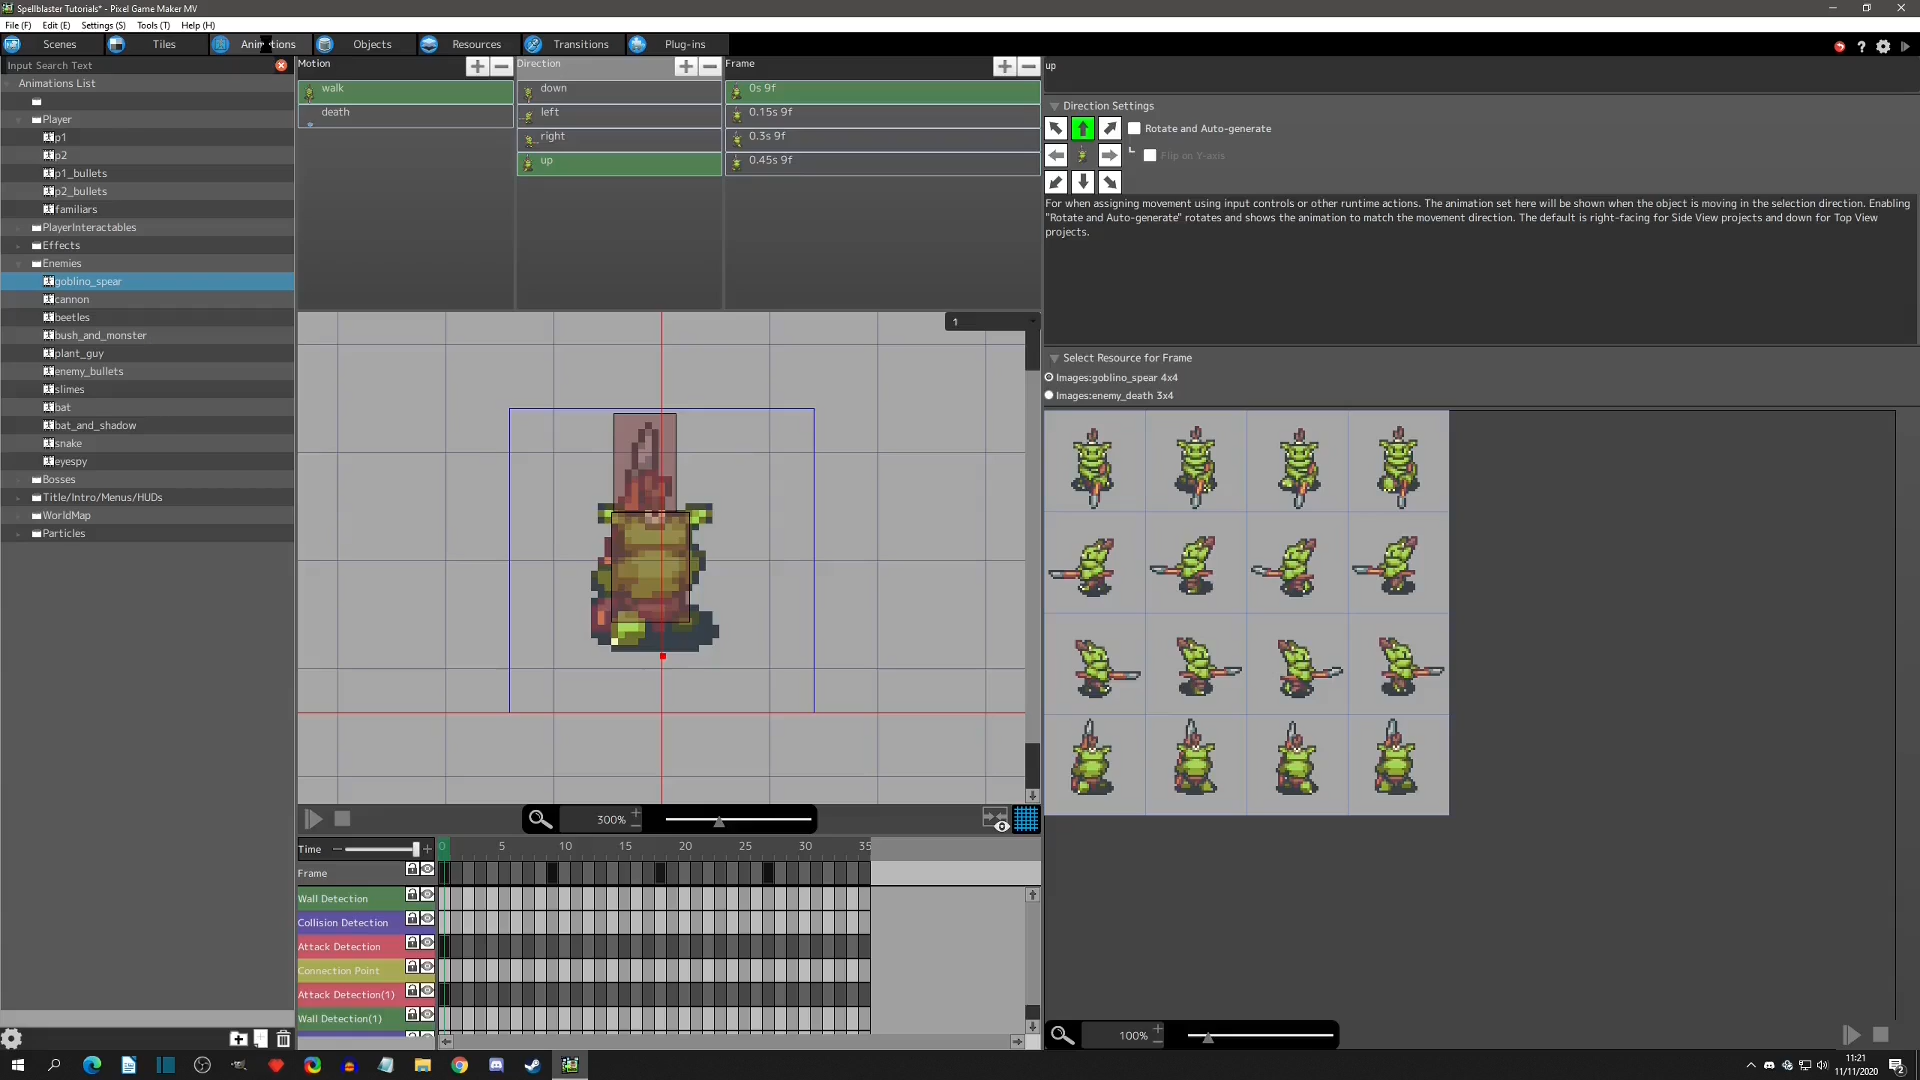 Spellblaster Tutorials* - Pixel Game Maker MV
File (F) Edit (E) Settings (S) Tools (T) Help (H)
Scenes Tiles Animations Objects Resources Transitions Plug-ins
Input Search Text
Animations List
Player
p1
p2
p1_bullets
p2_bullets
familiars
PlayerInteractables
Effects
Enemies
goblino_spear
cannon
beetles
bush_and_monster
plant_guy
enemy_bullets
slimes
bat
bat_and_shadow
snake
eyespy
Bosses
Title/Intro/Menus/HUDs
WorldMap
Particles
Motion
walk
death
Direction
down
left
right
up
Frame
0s 9f
0.15s 9f
0.3s 9f
0.45s 9f
1
300%
Time 0 5 10 15 20 25 30 35
Frame
Wall Detection
Collision Detection
Attack Detection
Connection Point
Attack Detection(1)
Wall Detection(1)
up
Direction Settings
Rotate and Auto-generate
Flip on Y-axis
For when assigning movement using input controls or other runtime actions. The animation set here will be shown when the object is moving in the selection direction. Enabling
"Rotate and Auto-generate" rotates and shows the animation to match the movement direction. The default is right-facing for Side View projects and down for Top View
projects.
Select Resource for Frame
Images:goblino_spear 4x4
Images:enemy_death 3x4
100%
11:21
11/11/2020
2